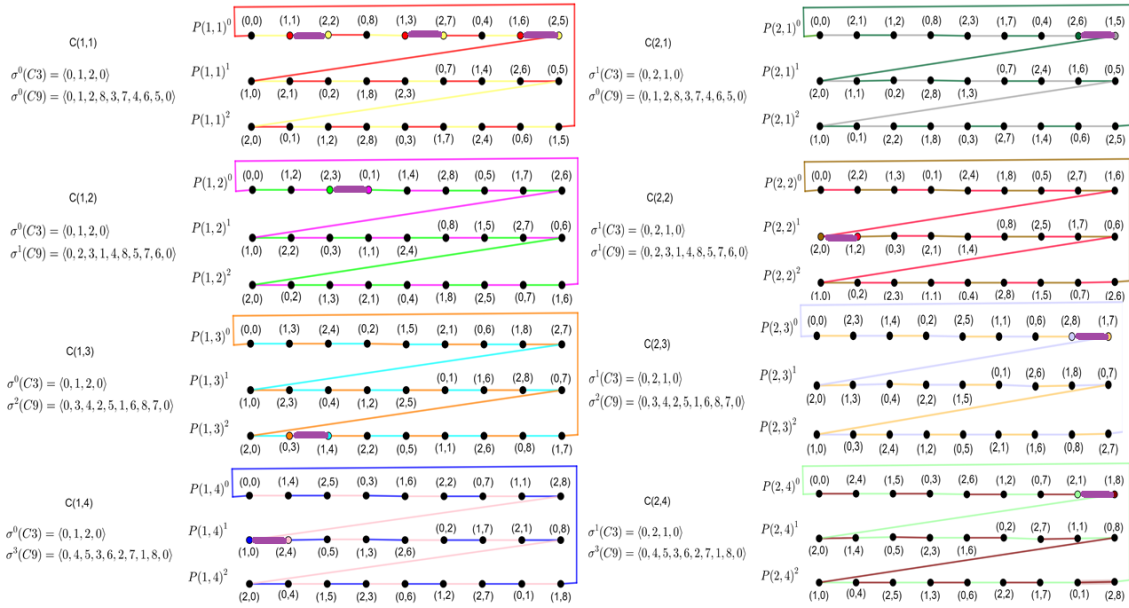 C(1,1)
σ^0(C3) = ⟨0, 1, 2, 0⟩
σ^0(C9) = ⟨0, 1, 2, 8, 3, 7, 4, 6, 5, 0⟩
P(1,1)^0 (0,0) (1,1) (2,2) (0,8) (1,3) (2,7) (0,4) (1,6) (2,5)
P(1,1)^1 (0,7) (1,4) (2,6) (0,5)
(1,0) (2,1) (0,2) (1,8) (2,3)
P(1,1)^2
(2,0) (0,1) (1,2) (2,8) (0,3) (1,7) (2,4) (0,6) (1,5)
C(2,1)
σ^1(C3) = ⟨0, 2, 1, 0⟩
σ^0(C9) = ⟨0, 1, 2, 8, 3, 7, 4, 6, 5, 0⟩
P(2,1)^0 (0,0) (2,1) (1,2) (0,8) (2,3) (1,7) (0,4) (2,6) (1,5)
P(2,1)^1 (0,7) (2,4) (1,6) (0,5)
(2,0) (1,1) (0,2) (2,8) (1,3)
P(2,1)^2
(1,0) (0,1) (2,2) (1,8) (0,3) (2,7) (1,4) (0,6) (2,5)
C(1,2)
σ^0(C3) = ⟨0, 1, 2, 0⟩
σ^1(C9) = ⟨0, 2, 3, 1, 4, 8, 5, 7, 6, 0⟩
P(1,2)^0 (0,0) (1,2) (2,3) (0,1) (1,4) (2,8) (0,5) (1,7) (2,6)
P(1,2)^1 (0,8) (1,5) (2,7) (0,6)
(1,0) (2,2) (0,3) (1,1) (2,4)
P(1,2)^2
(2,0) (0,2) (1,3) (2,1) (0,4) (1,8) (2,5) (0,7) (1,6)
C(2,2)
σ^1(C3) = ⟨0, 2, 1, 0⟩
σ^1(C9) = ⟨0, 2, 3, 1, 4, 8, 5, 7, 6, 0⟩
P(2,2)^0 (0,0) (2,2) (1,3) (0,1) (2,4) (1,8) (0,5) (2,7) (1,6)
P(2,2)^1 (0,8) (2,5) (1,7) (0,6)
(2,0) (1,2) (0,3) (2,1) (1,4)
P(2,2)^2
(1,0) (0,2) (2,3) (1,1) (0,4) (2,8) (1,5) (0,7) (2,6)
C(1,3)
σ^0(C3) = ⟨0, 1, 2, 0⟩
σ^2(C9) = ⟨0, 3, 4, 2, 5, 1, 6, 8, 7, 0⟩
P(1,3)^0 (0,0) (1,3) (2,4) (0,2) (1,5) (2,1) (0,6) (1,8) (2,7)
P(1,3)^1 (0,1) (1,6) (2,8) (0,7)
(1,0) (2,3) (0,4) (1,2) (2,5)
P(1,3)^2
(2,0) (0,3) (1,4) (2,2) (0,5) (1,1) (2,6) (0,8) (1,7)
C(2,3)
σ^1(C3) = ⟨0, 2, 1, 0⟩
σ^2(C9) = ⟨0, 3, 4, 2, 5, 1, 6, 8, 7, 0⟩
P(2,3)^0 (0,0) (2,3) (1,4) (0,2) (2,5) (1,1) (0,6) (2,8) (1,7)
P(2,3)^1 (0,1) (2,6) (1,8) (0,7)
(2,0) (1,3) (0,4) (2,2) (1,5)
P(2,3)^2
(1,0) (0,3) (2,4) (1,2) (0,5) (2,1) (1,6) (0,8) (2,7)
C(1,4)
σ^0(C3) = ⟨0, 1, 2, 0⟩
σ^3(C9) = ⟨0, 4, 5, 3, 6, 2, 7, 1, 8, 0⟩
P(1,4)^0 (0,0) (1,4) (2,5) (0,3) (1,6) (2,2) (0,7) (1,1) (2,8)
P(1,4)^1 (0,2) (1,7) (2,1) (0,8)
(1,0) (2,4) (0,5) (1,3) (2,6)
P(1,4)^2
(2,0) (0,4) (1,5) (2,3) (0,6) (1,2) (2,7) (0,1) (1,8)
C(2,4)
σ^1(C3) = ⟨0, 2, 1, 0⟩
σ^3(C9) = ⟨0, 4, 5, 3, 6, 2, 7, 1, 8, 0⟩
P(2,4)^0 (0,0) (2,4) (1,5) (0,3) (2,6) (1,2) (0,7) (2,1) (1,8)
P(2,4)^1 (0,2) (2,7) (1,1) (0,8)
(2,0) (1,4) (0,5) (2,3) (1,6)
P(2,4)^2
(1,0) (0,4) (2,5) (1,3) (0,6) (2,2) (1,7) (0,1) (2,8)